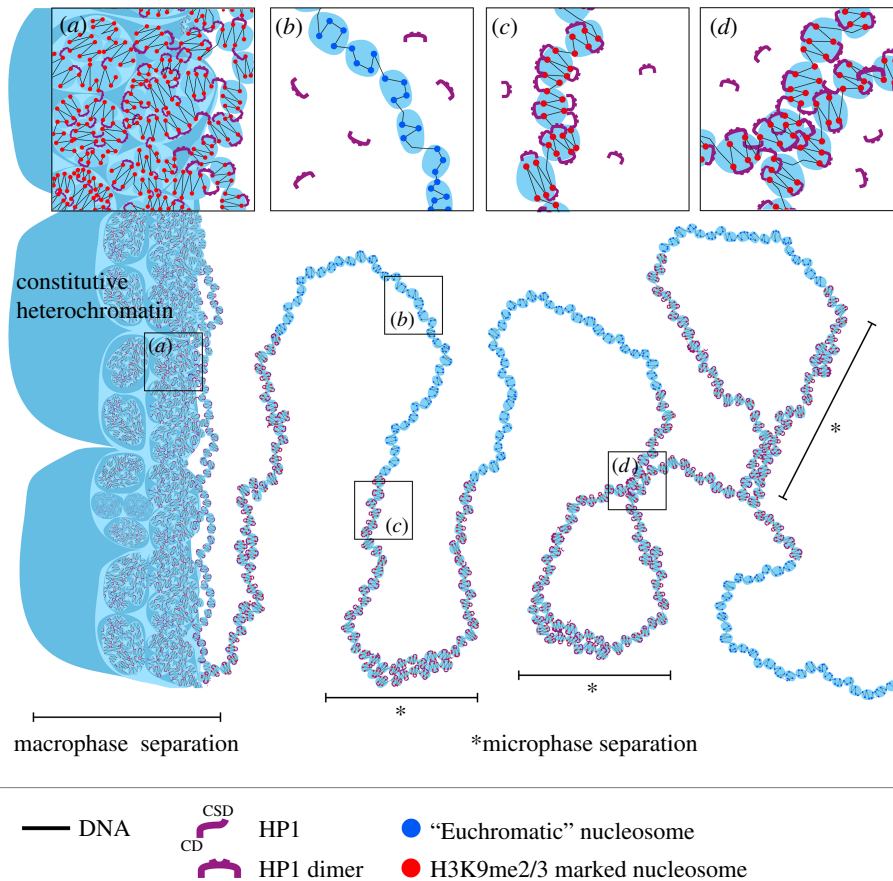 (a)
(b)
(c)
(d)
constitutive
heterochromatin
(a)
(b)
(c)
(d)
*
*
*
macrophase separation
*microphase separation
DNA
CSD
CD
HP1
HP1 dimer
“Euchromatic” nucleosome
H3K9me2/3 marked nucleosome